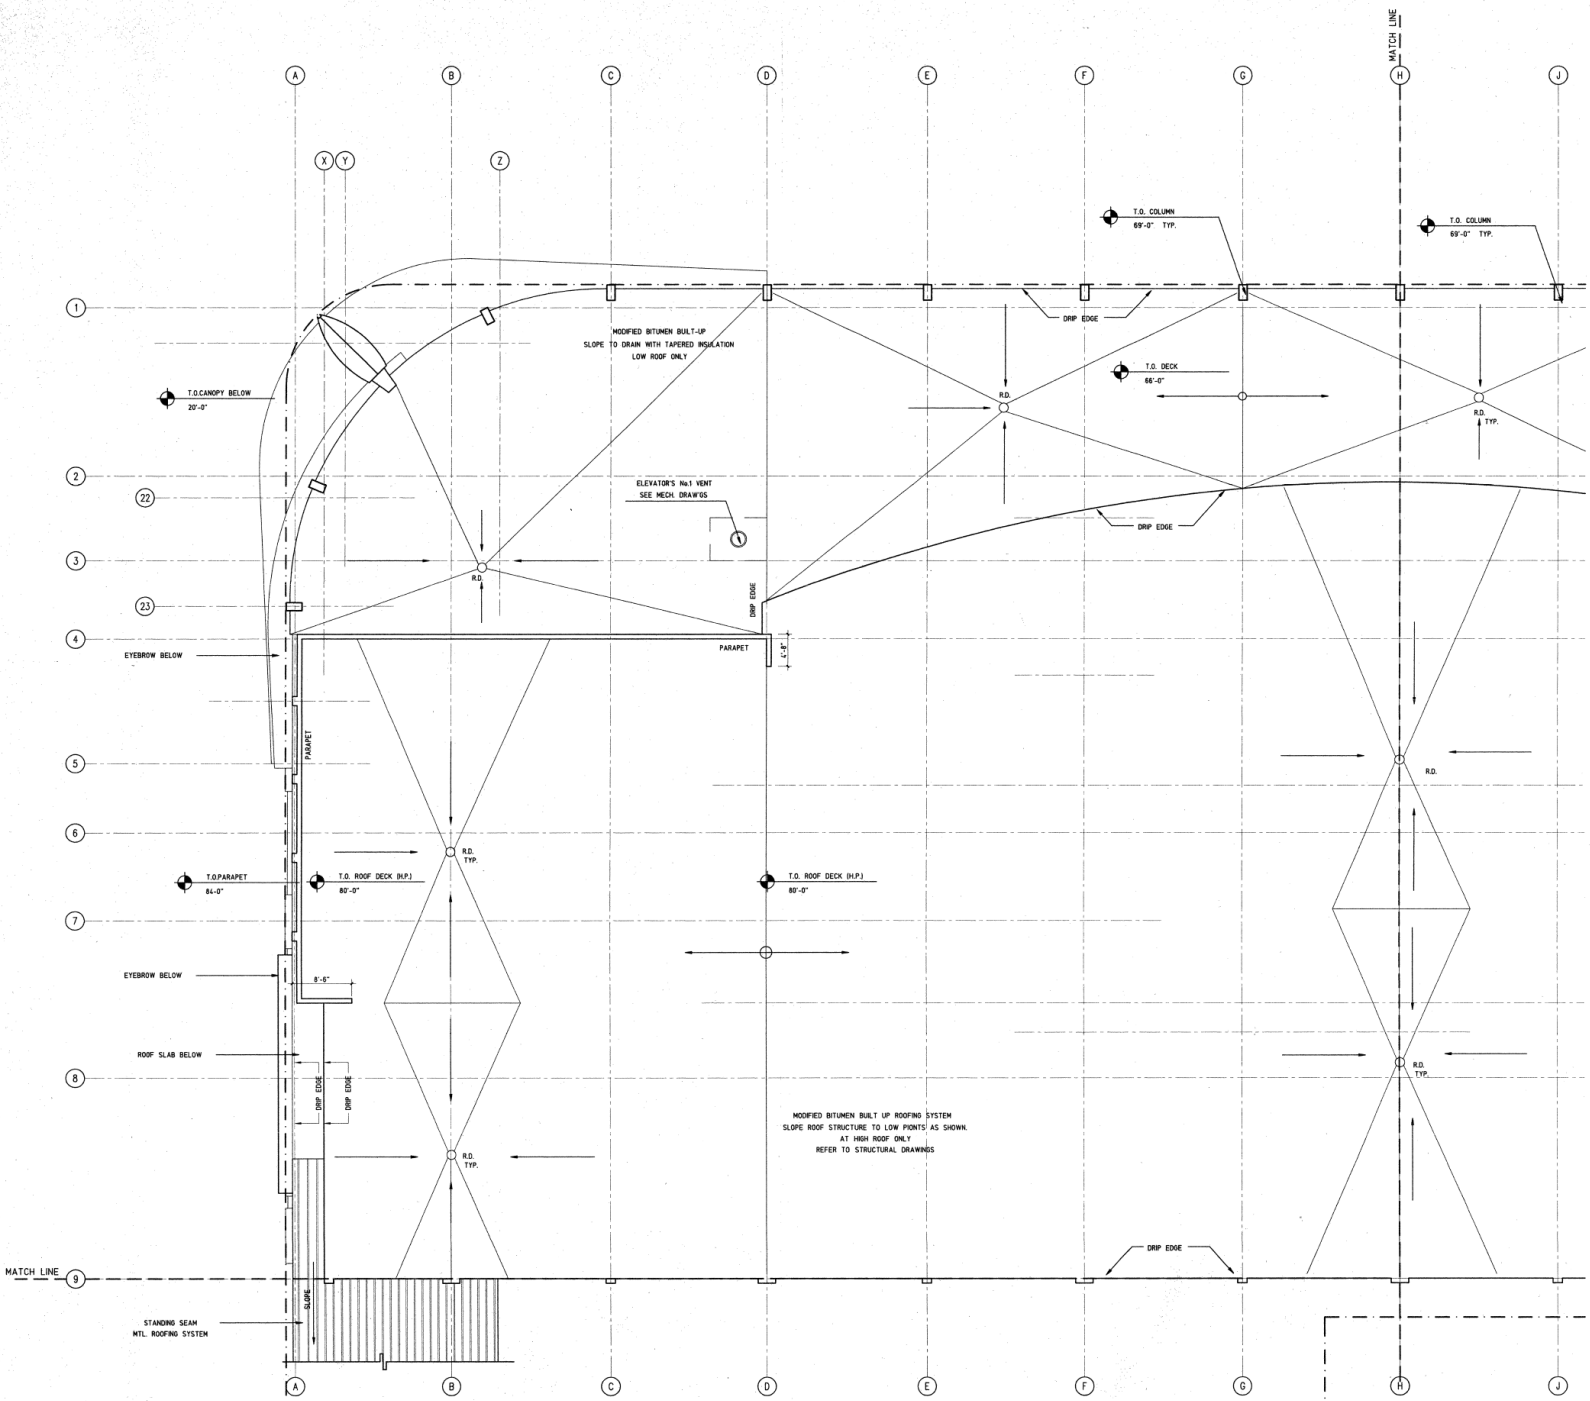 MATCH LINE
A
B
C
D
E
F
G
H
J
X
Y
Z
T.O. COLUMN
69'-0" TYP.
T.O. COLUMN
69'-0" TYP.
1
DRIP EDGE
MODIFIED BITUMEN BUILT-UP
SLOPE TO DRAIN WITH TAPERED INSULATION
LOW ROOF ONLY
T.O. DECK
66'-0"
T.O.CANOPY BELOW
20'-0"
R.D.
R.D.
TYP.
2
22
ELEVATOR'S No.1 VENT
SEE MECH. DRAW'GS
DRIP EDGE
3
R.D.
DRIP EDGE
23
4
PARAPET
4'-8"
EYEBROW BELOW
PARAPET
5
R.D.
6
R.D.
TYP.
T.O.PARAPET
84-0"
T.O. ROOF DECK (H.P.)
80'-0"
T.O. ROOF DECK (H.P.)
80'-0"
7
EYEBROW BELOW
8'-6"
ROOF SLAB BELOW
8
DRIP EDGE
DRIP EDGE
R.D.
TYP.
MODIFIED BITUMEN BUILT UP ROOFING SYSTEM
SLOPE ROOF STRUCTURE TO LOW PIONTS AS SHOWN.
AT HIGH ROOF ONLY
REFER TO STRUCTURAL DRAWINGS
R.D.
TYP.
DRIP EDGE
MATCH LINE
9
SLOPE
STANDING SEAM
MTL. ROOFING SYSTEM
A
B
C
D
E
F
G
H
J